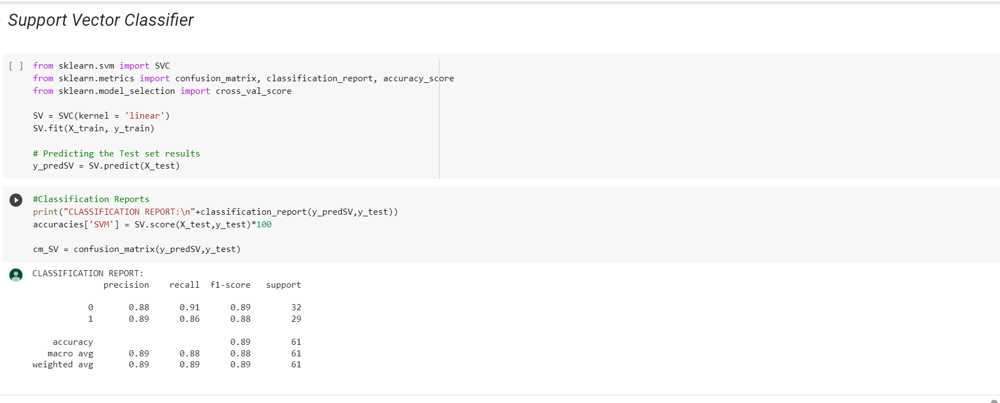 Support Vector Classifier
[ ] from sklearn.svm import SVC
from sklearn.metrics import confusion_matrix, classification_report, accuracy_score
from sklearn.model_selection import cross_val_score
SV = SVC(kernel = 'linear')
SV.fit(X_train, y_train)
# Predicting the Test set results
y_predSV = SV.predict(X_test)
#Classification Reports
print("CLASSIFICATION REPORT:\n"+classification_report(y_predSV,y_test))
accuracies['SVM'] = SV.score(X_test,y_test)*100
cm_SV = confusion_matrix(y_predSV,y_test)
CLASSIFICATION REPORT:
precision recall f1-score support
0 0.88 0.91 0.89 32
1 0.89 0.86 0.88 29
accuracy 0.89 61
macro avg 0.89 0.88 0.88 61
weighted avg 0.89 0.89 0.89 61